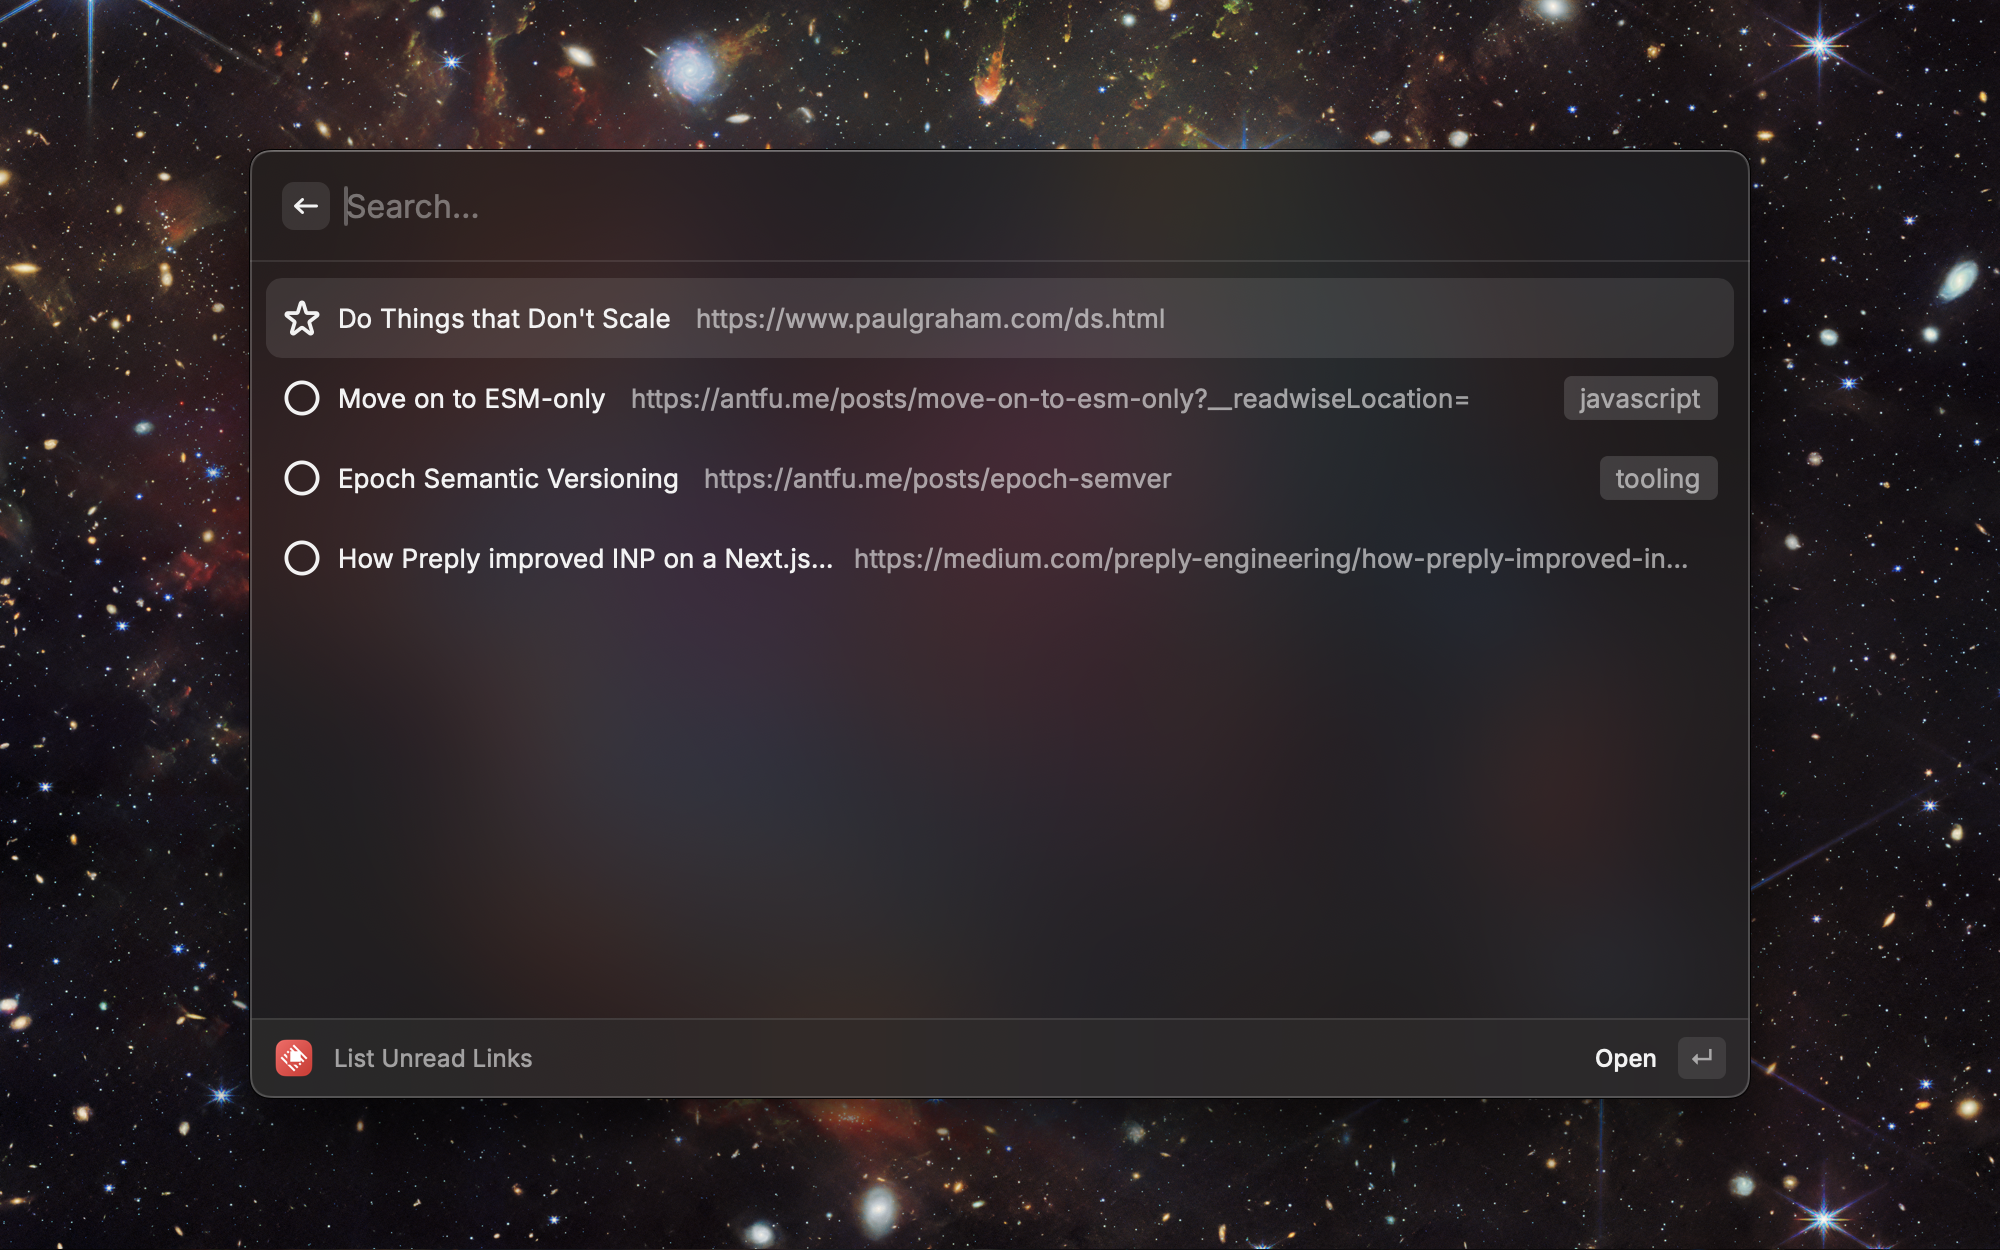 Search...
Do Things that Don't Scale https://www.paulgraham.com/ds.html
Move on to ESM-only https://antfu.me/posts/move-on-to-esm-only?__readwiseLocation= javascript
Epoch Semantic Versioning https://antfu.me/posts/epoch-semver tooling
How Preply improved INP on a Next.js... https://medium.com/preply-engineering/how-preply-improved-in...
List Unread Links Open